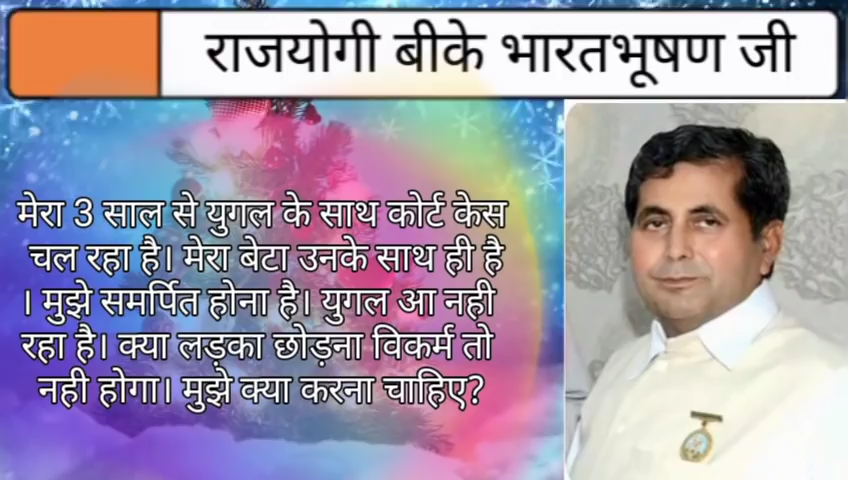 राजयोगी बीके भारतभूषण जी
मेरा 3 साल से युगल के साथ कोर्ट केस
चल रहा है। मेरा बेटा उनके साथ ही है
। मुझे समर्पित होना है। युगल आ नही
रहा है। क्या लड़का छोड़ना विकर्म तो
नही होगा। मुझे क्या करना चाहिए?